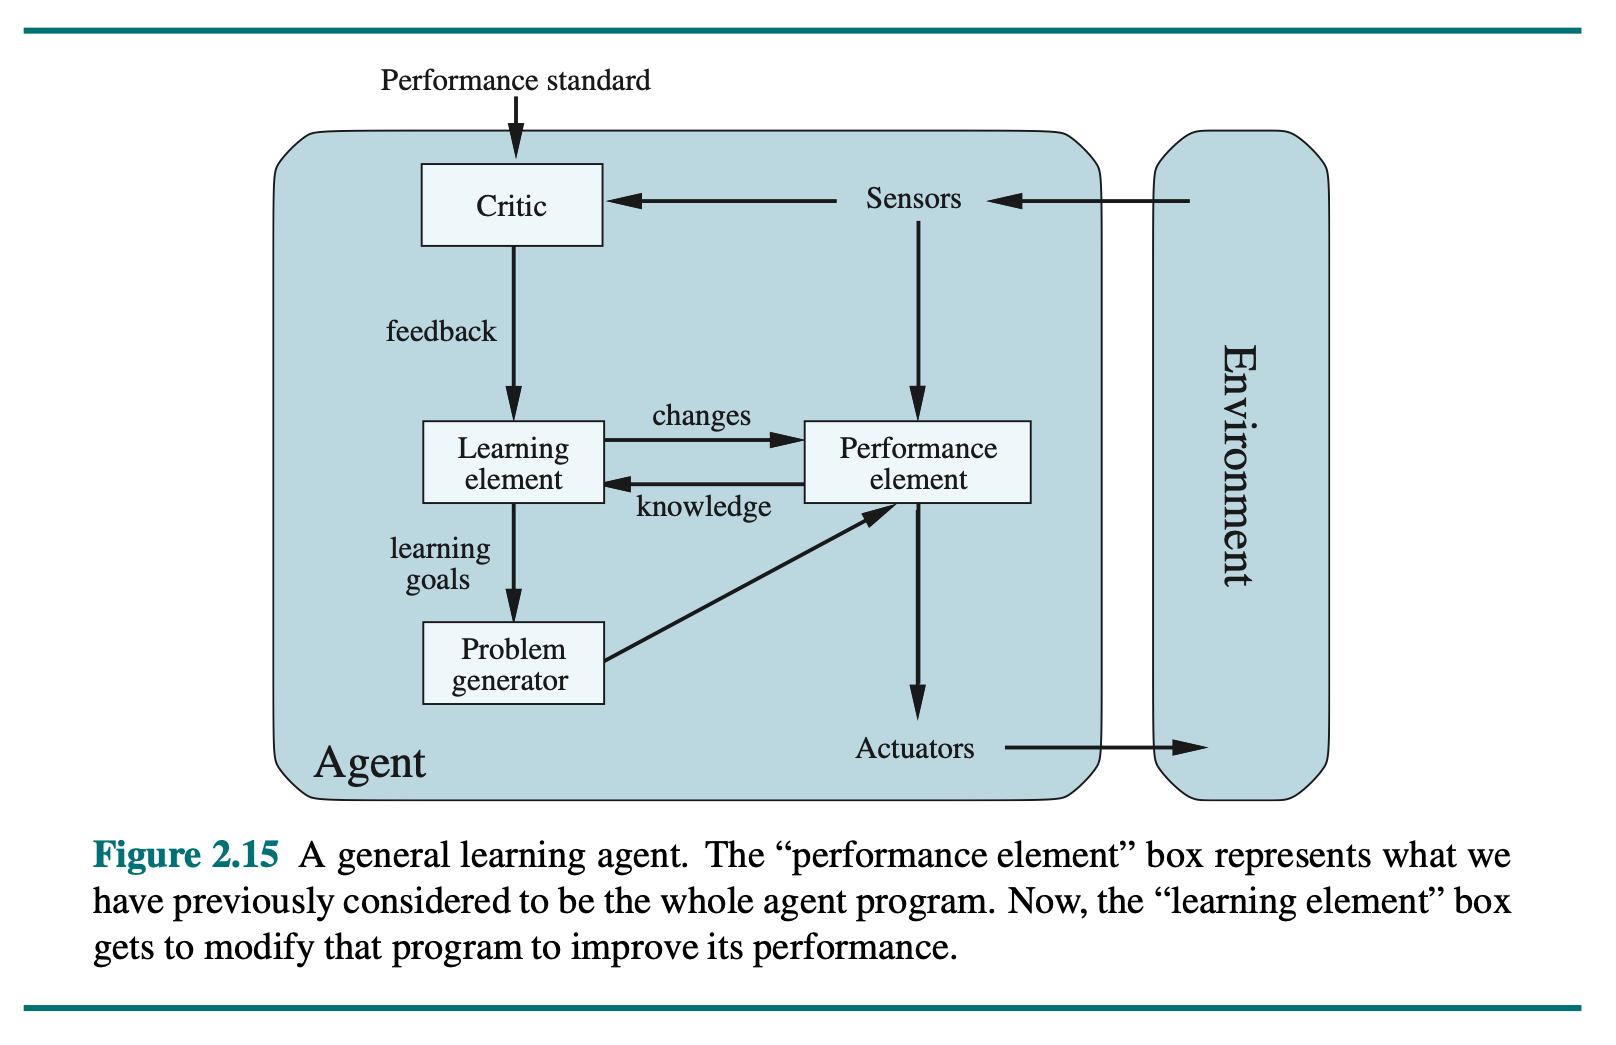 Performance standard
Critic
Sensors
feedback
changes
Learning
element
Performance
element
knowledge
learning
goals
Problem
generator
Agent
Actuators
Environment
Figure 2.15 A general learning agent. The “performance element” box represents what we
have previously considered to be the whole agent program. Now, the “learning element” box
gets to modify that program to improve its performance.